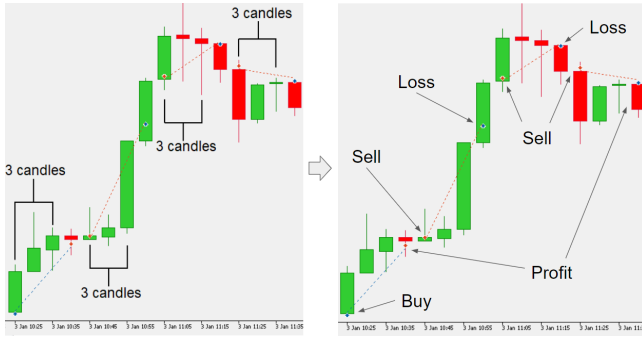 3 candles
3 candles
3 candles
3 candles
3 candles
3 Jan 10:25
3 Jan 10:35
3 Jan 10:45
3 Jan 10:55
3 Jan 11:05
3 Jan 11:15
3 Jan 11:25
3 Jan 11:05
Loss
Loss
Sell
Sell
Profit
Buy
3 Jan 10:25
3 Jan 10:35
3 Jan 10:45
3 Jan 10:55
3 Jan 11:05
3 Jan 11:15
3 Jan 11:25
3 Jan 11:05